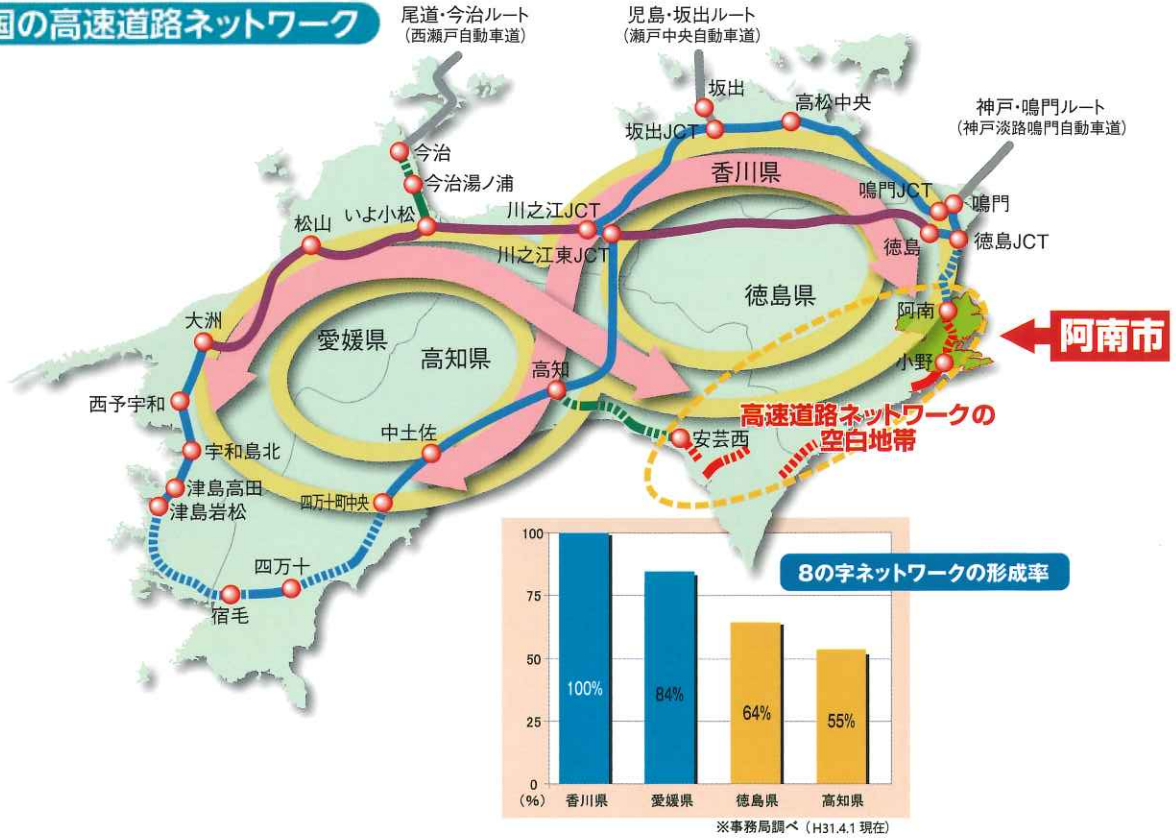 国の高速道路ネットワーク
尾道・今治ルート
(西瀬戸自動車道)
児島・坂出ルート
(瀬戸中央自動車道)
神戸・鳴門ルート
(神戸淡路鳴門自動車道)
坂出
高松中央
坂出JCT
今治
香川県
今治湯ノ浦
鳴門JCT
鳴門
いよ小松
川之江JCT
松山
徳島
徳島JCT
川之江東JCT
徳島県
阿南
大洲
愛媛県
阿南市
高知県
小野
高知
西予宇和
高速道路ネットワークの
空白地帯
中土佐
安芸西
宇和島北
津島高田
四万十町中央
津島岩松
四万十
宿毛
8の字ネットワークの形成率
100
75
50
25
0
(%)
100%
84%
64%
55%
香川県
愛媛県
徳島県
高知県
※事務局調べ(H31.4.1 現在)